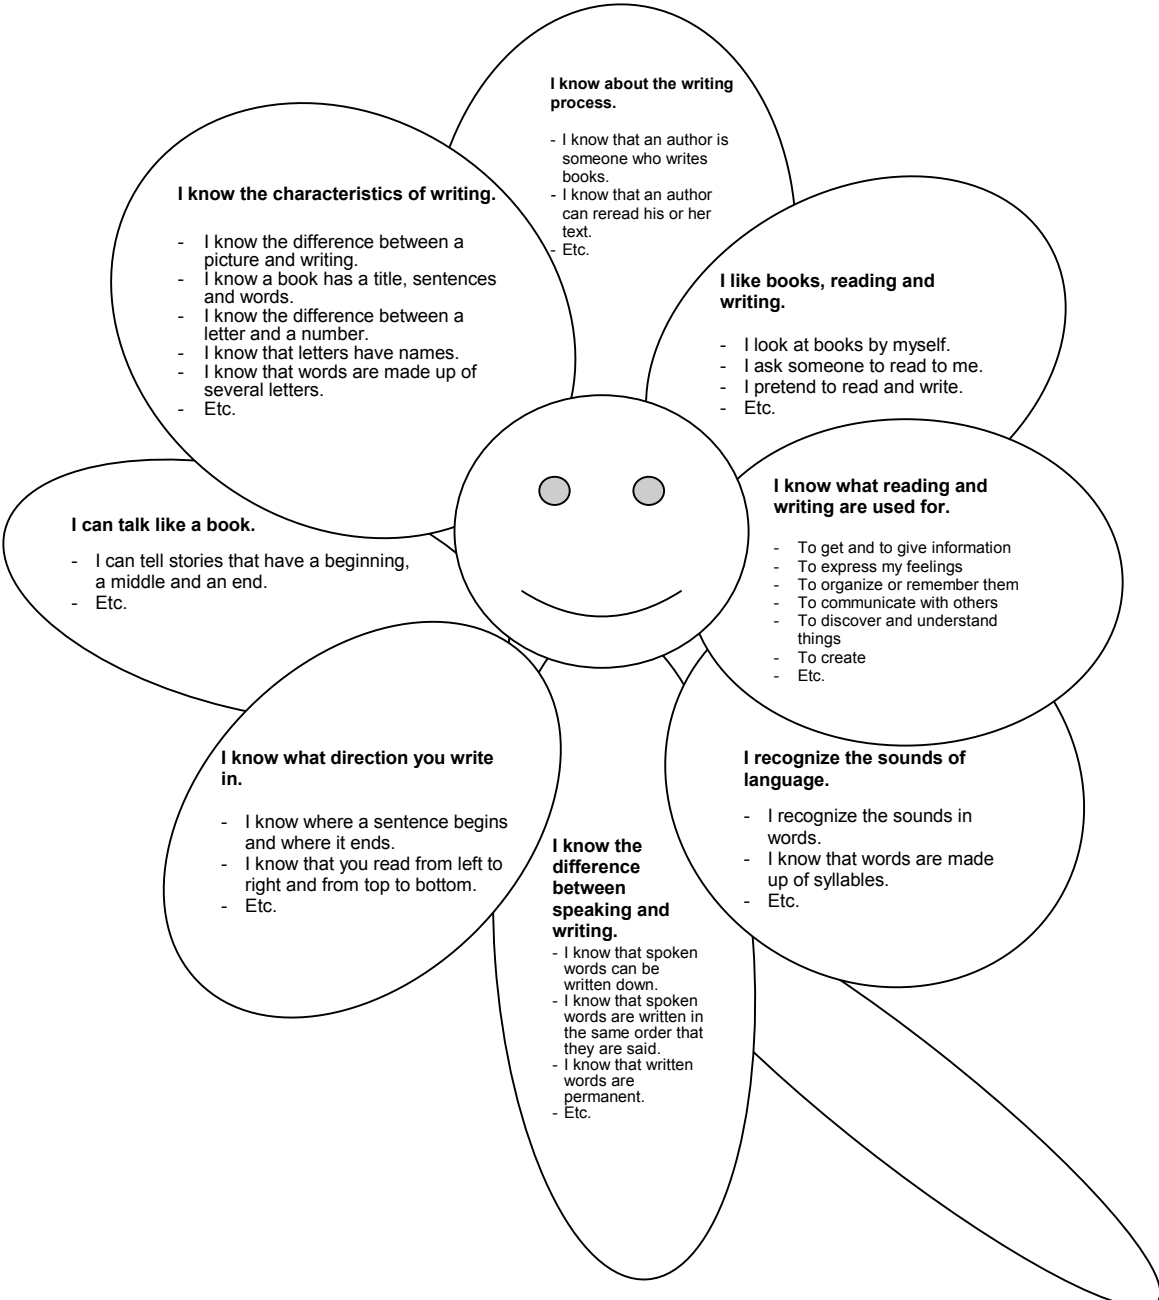 I know about the writing
process.
- I know that an author is
someone who writes
books.
- I know that an author
can reread his or her
text.
- Etc.
I know the characteristics of writing.
- I know the difference between a
picture and writing.
- I know a book has a title, sentences
and words.
- I know the difference between a
letter and a number.
- I know that letters have names.
- I know that words are made up of
several letters.
- Etc.
I like books, reading and
writing.
- I look at books by myself.
- I ask someone to read to me.
- I pretend to read and write.
- Etc.
I can talk like a book.
- I can tell stories that have a beginning,
a middle and an end.
- Etc.
I know what reading and
writing are used for.
- To get and to give information
- To express my feelings
- To organize or remember them
- To communicate with others
- To discover and understand
things
- To create
- Etc.
I know what direction you write
in.
- I know where a sentence begins
and where it ends.
- I know that you read from left to
right and from top to bottom.
- Etc.
I know the
difference
between
speaking and
writing.
- I know that spoken
words can be
written down.
- I know that spoken
words are written in
the same order that
they are said.
- I know that written
words are
permanent.
- Etc.
I recognize the sounds of
language.
- I recognize the sounds in
words.
- I know that words are made
up of syllables.
- Etc.